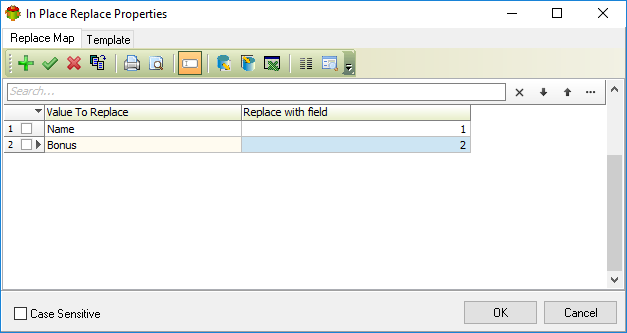 In Place Replace Properties
Replace Map Template
Search...
Value To Replace Replace with field
1 Name 1
2 Bonus 2
Case Sensitive OK Cancel